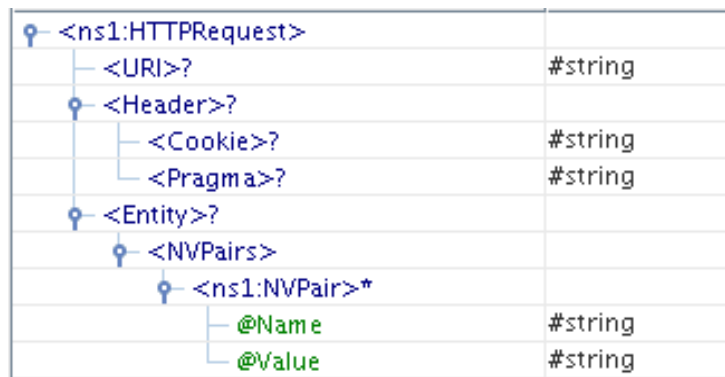 <ns1:HTTPRequest>
<URI>? #string
<Header>?
<Cookie>? #string
<Pragma>? #string
<Entity>?
<NVPairs>
<ns1:NVPair>*
@Name #string
@Value #string